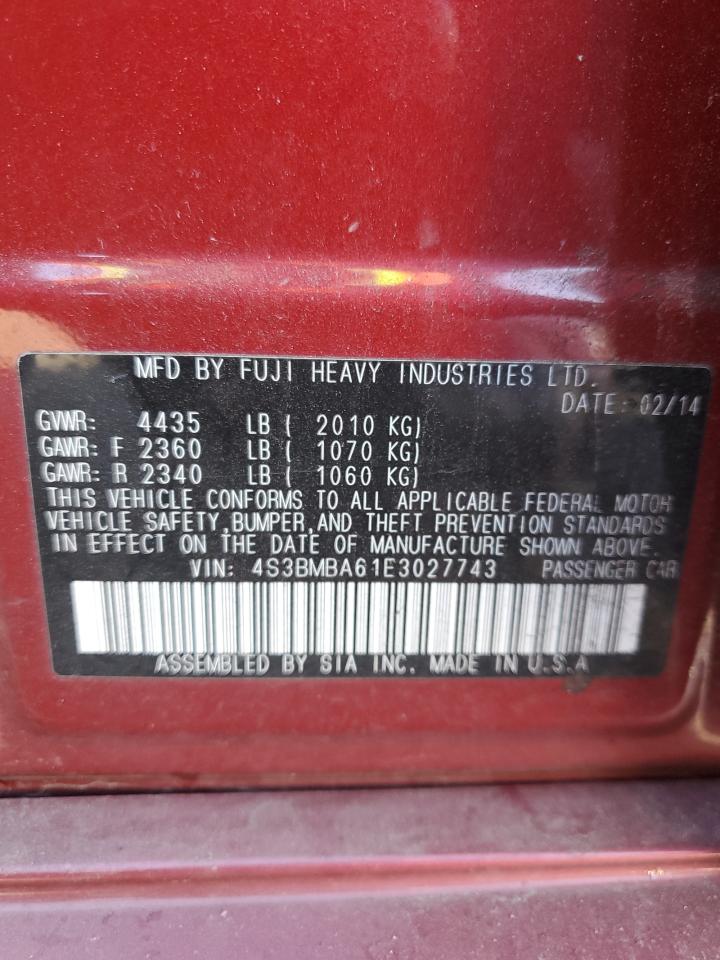 MFD BY FUJI HEAVY INDUSTRIES LTD.
DATE: 02/14
GVWR: 4435 LB ( 2010 KG)
GAWR: F 2360 LB ( 1070 KG)
GAWR: R 2340 LB ( 1060 KG)
THIS VEHICLE CONFORMS TO ALL APPLICABLE FEDERAL MOTOR
VEHICLE SAFETY,BUMPER,AND THEFT PREVENTION STANDARDS
IN EFFECT ON THE DATE OF MANUFACTURE SHOWN ABOVE.
VIN: 4S3BMBA61E3027743 PASSENGER CAR
ASSEMBLED BY SIA INC. MADE IN U.S.A